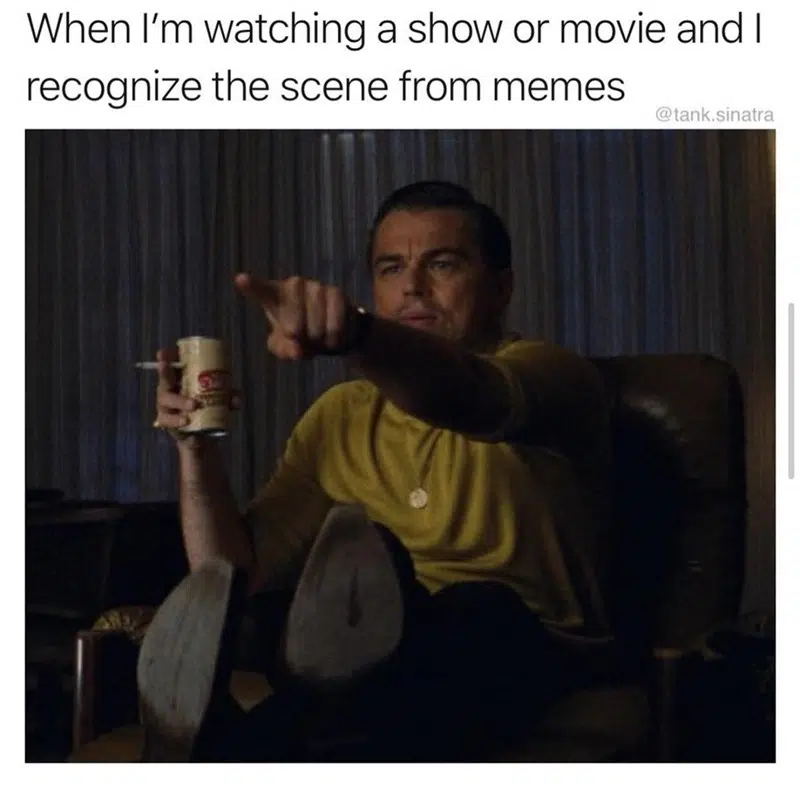 When I’m watching a show or movie and I
recognize the scene from memes
@tank.sinatra